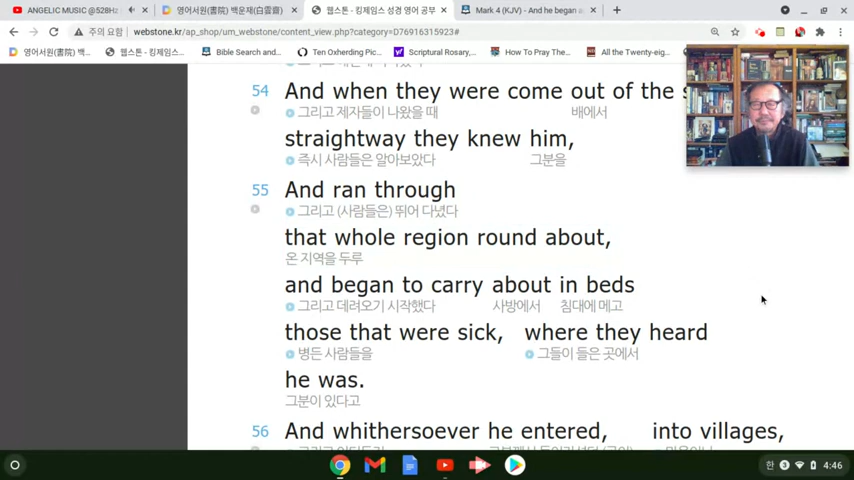 ANGELIC MUSIC @528Hz
영어서원(書院) 백운재(白雲齋)
웹스톤 - 킹제임스 성경 영어 공부
Mark 4 (KJV) - And he began a
주의 요함
webstone.kr/ap_shop/um_webstone/content_view.php?category=D76916315923#
영어서원(書院) 백...
웹스톤 - 킹제임스...
Bible Search and...
Ten Oxherding Pic...
Scriptural Rosary,...
How To Pray The...
All the Twenty-eig...
54 And when they were come out of the s
그리고 제자들이 나왔을 때 배에서
straightway they knew him,
즉시 사람들은 알아보았다 그분을
55 And ran through
그리고 (사람들은) 뛰어 다녔다
that whole region round about,
온 지역을 두루
and began to carry about in beds
그리고 데려오기 시작했다 사방에서 침대에 메고
those that were sick, where they heard
병든 사람들을 그들이 들은 곳에서
he was.
그분이 있다고
56 And whithersoever he entered, into villages,
한 3 4:46